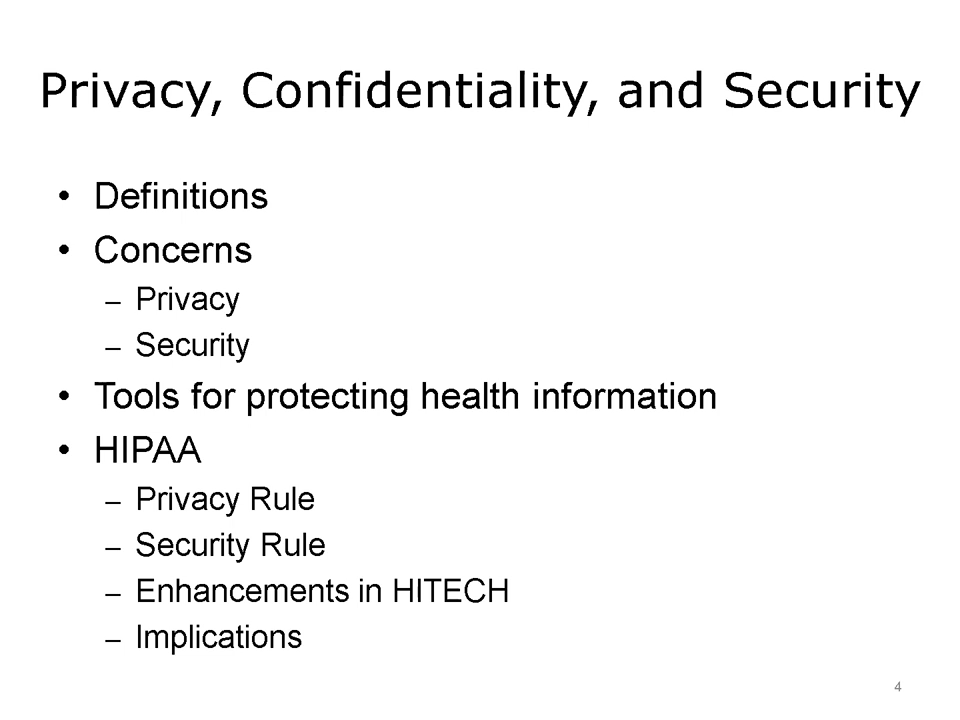 Privacy, Confidentiality, and Security
• Definitions
• Concerns
– Privacy
– Security
• Tools for protecting health information
• HIPAA
– Privacy Rule
– Security Rule
– Enhancements in HITECH
– Implications
4